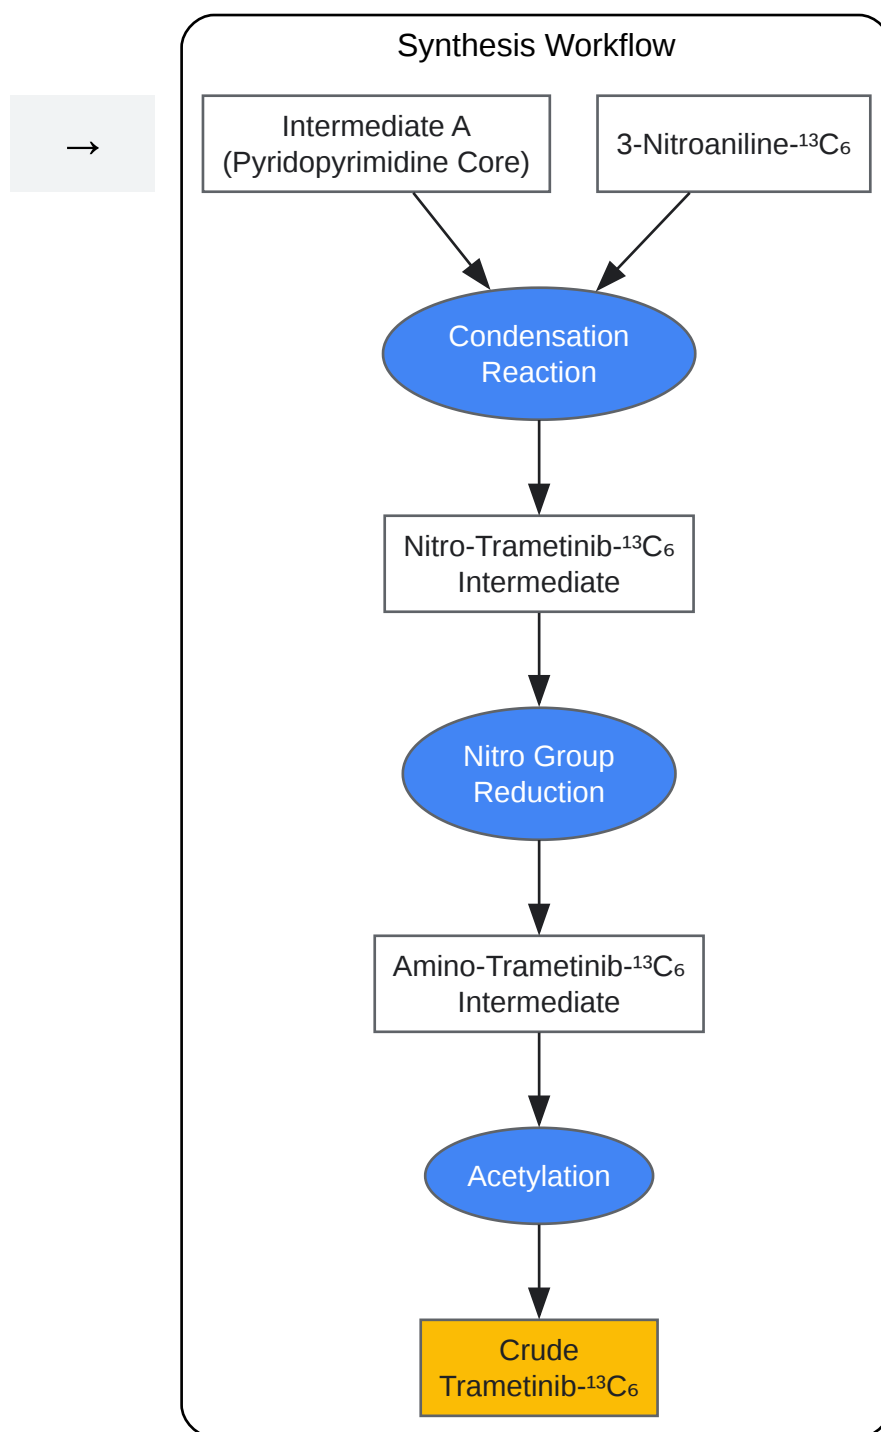 Synthesis Workflow
→
Intermediate A
(Pyridopyrimidine Core)
3-Nitroaniline-¹³C₆
Condensation
Reaction
Nitro-Trametinib-¹³C₆
Intermediate
Nitro Group
Reduction
Amino-Trametinib-¹³C₆
Intermediate
Acetylation
Crude
Trametinib-¹³C₆